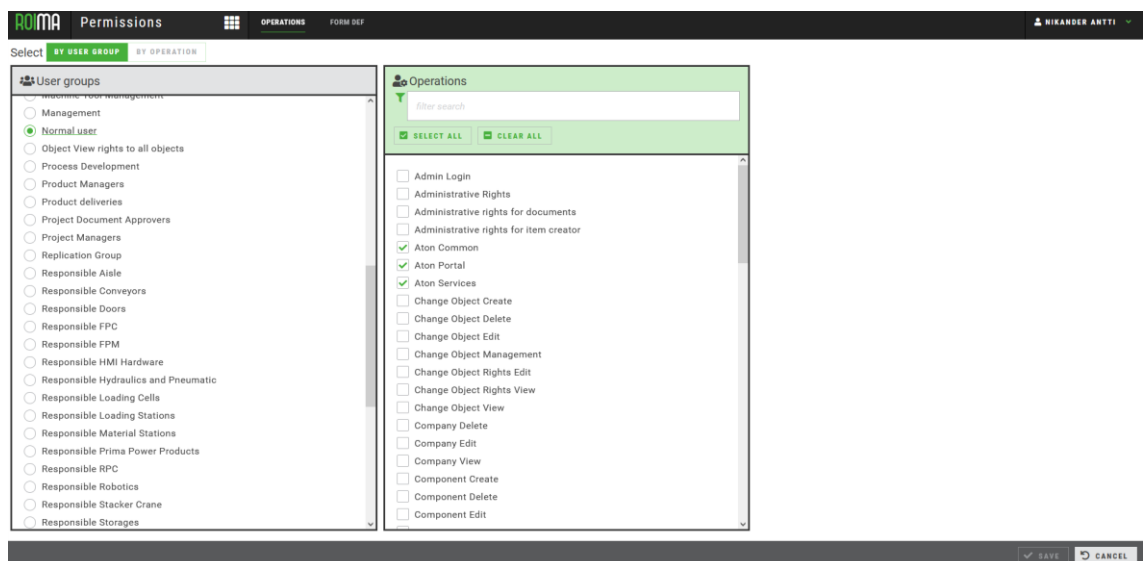 ROIMA Permissions OPERATIONS FORM DEF NIKANDER ANTTI
Select BY USER GROUP BY OPERATION
User groups
Machine Tool Management
Management
Normal user
Object View rights to all objects
Process Development
Product Managers
Product deliveries
Project Document Approvers
Project Managers
Replication Group
Responsible Aisle
Responsible Conveyors
Responsible Doors
Responsible FPC
Responsible FPM
Responsible HMI Hardware
Responsible Hydraulics and Pneumatic
Responsible Loading Cells
Responsible Loading Stations
Responsible Material Stations
Responsible Prima Power Products
Responsible RPC
Responsible Robotics
Responsible Stacker Crane
Responsible Storages
Operations
filter search
SELECT ALL CLEAR ALL
Admin Login
Administrative Rights
Administrative rights for documents
Administrative rights for item creator
Aton Common
Aton Portal
Aton Services
Change Object Create
Change Object Delete
Change Object Edit
Change Object Management
Change Object Rights Edit
Change Object Rights View
Change Object View
Company Delete
Company Edit
Company View
Component Create
Component Delete
Component Edit
SAVE CANCEL